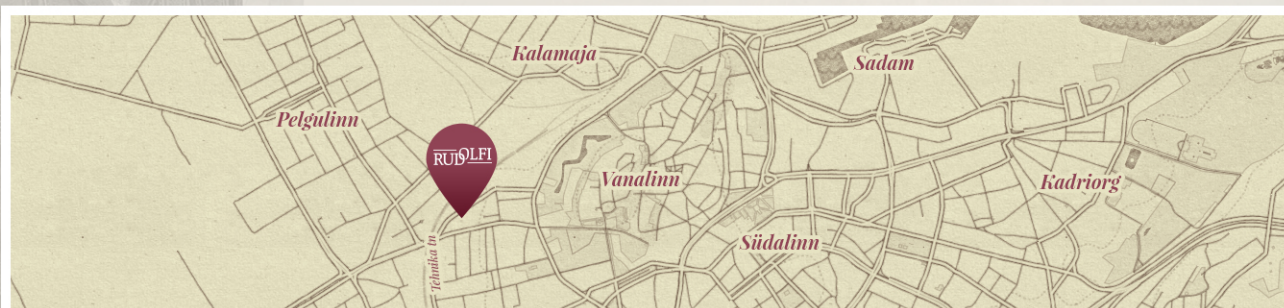 Kalamaja
Sadam
Pelgulinn
RUDOLFI
Vanalinn
Kadriorg
Südalinn
Tehnika tn